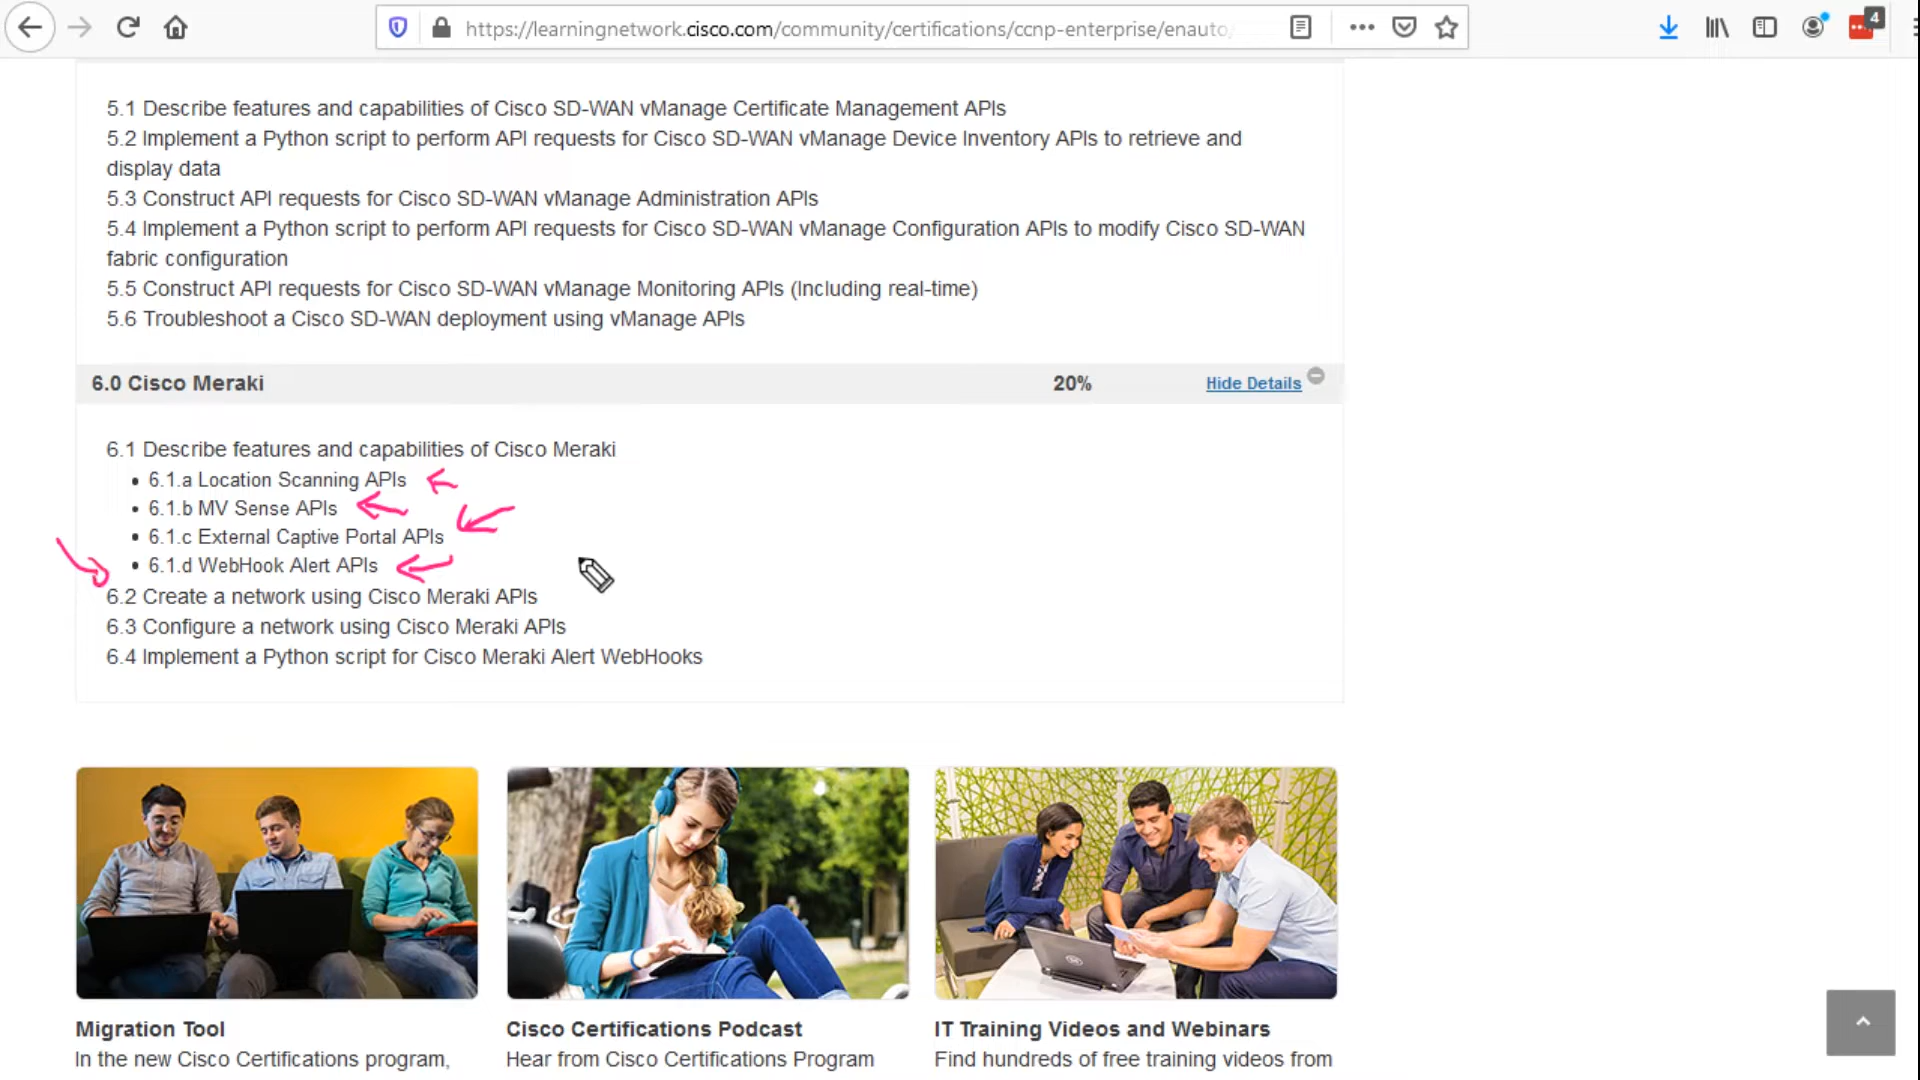 https://learningnetwork.cisco.com/community/certifications/ccnp-enterprise/enauto
4
5.1 Describe features and capabilities of Cisco SD-WAN vManage Certificate Management APIs
5.2 Implement a Python script to perform API requests for Cisco SD-WAN vManage Device Inventory APIs to retrieve and
display data
5.3 Construct API requests for Cisco SD-WAN vManage Administration APIs
5.4 Implement a Python script to perform API requests for Cisco SD-WAN vManage Configuration APIs to modify Cisco SD-WAN
fabric configuration
5.5 Construct API requests for Cisco SD-WAN vManage Monitoring APIs (Including real-time)
5.6 Troubleshoot a Cisco SD-WAN deployment using vManage APIs
6.0 Cisco Meraki 20% Hide Details
6.1 Describe features and capabilities of Cisco Meraki
• 6.1.a Location Scanning APIs
• 6.1.b MV Sense APIs
• 6.1.c External Captive Portal APIs
• 6.1.d WebHook Alert APIs
6.2 Create a network using Cisco Meraki APIs
6.3 Configure a network using Cisco Meraki APIs
6.4 Implement a Python script for Cisco Meraki Alert WebHooks
Migration Tool
In the new Cisco Certifications program,
Cisco Certifications Podcast
Hear from Cisco Certifications Program
IT Training Videos and Webinars
Find hundreds of free training videos from